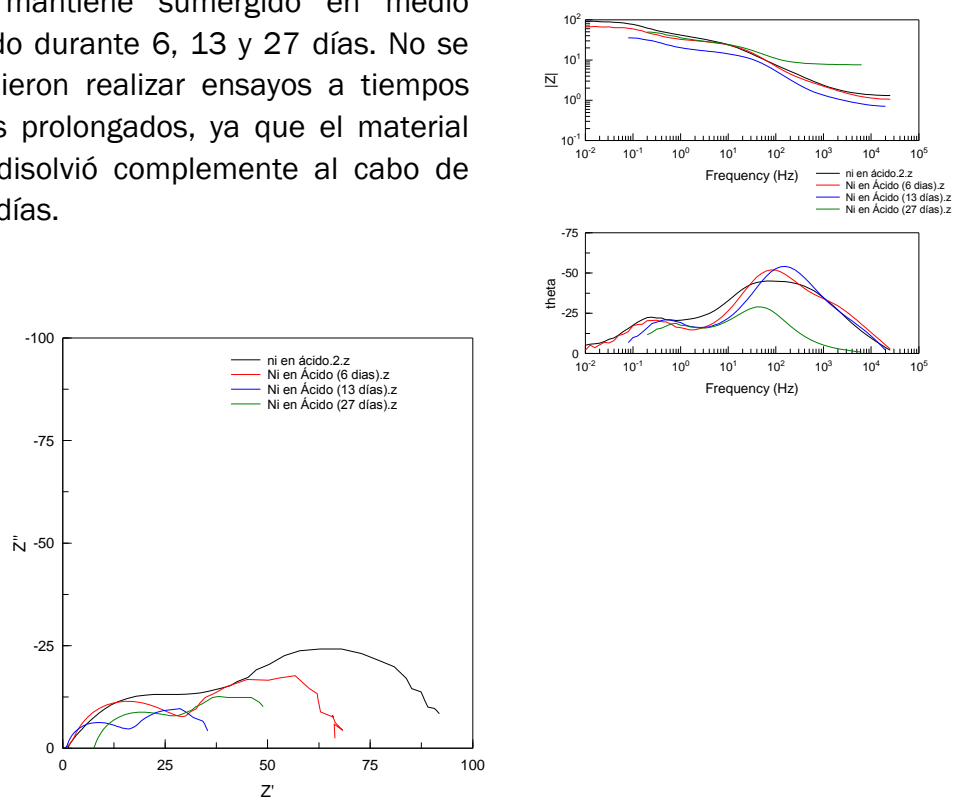 mantiene sumergido en medio
do durante 6, 13 y 27 días. No se
ieron realizar ensayos a tiempos
s prolongados, ya que el material
disolvió complemente al cabo de
días.
10² 
10¹
10⁰
10⁻¹
|Z|
10⁻² 10⁻¹ 10⁰ 10¹ 10² 10³ 10⁴ 10⁵
Frequency (Hz)
ni en ácido.2.z
Ni en Ácido (6 dias).z
Ni en Ácido (13 días).z
Ni en Ácido (27 días).z
-75
-50
-25
0
theta
10⁻² 10⁻¹ 10⁰ 10¹ 10² 10³ 10⁴ 10⁵
Frequency (Hz)
-100
-75
-50
-25
0
Z''
ni en ácido.2.z
Ni en Ácido (6 dias).z
Ni en Ácido (13 días).z
Ni en Ácido (27 días).z
0 25 50 75 100
Z'